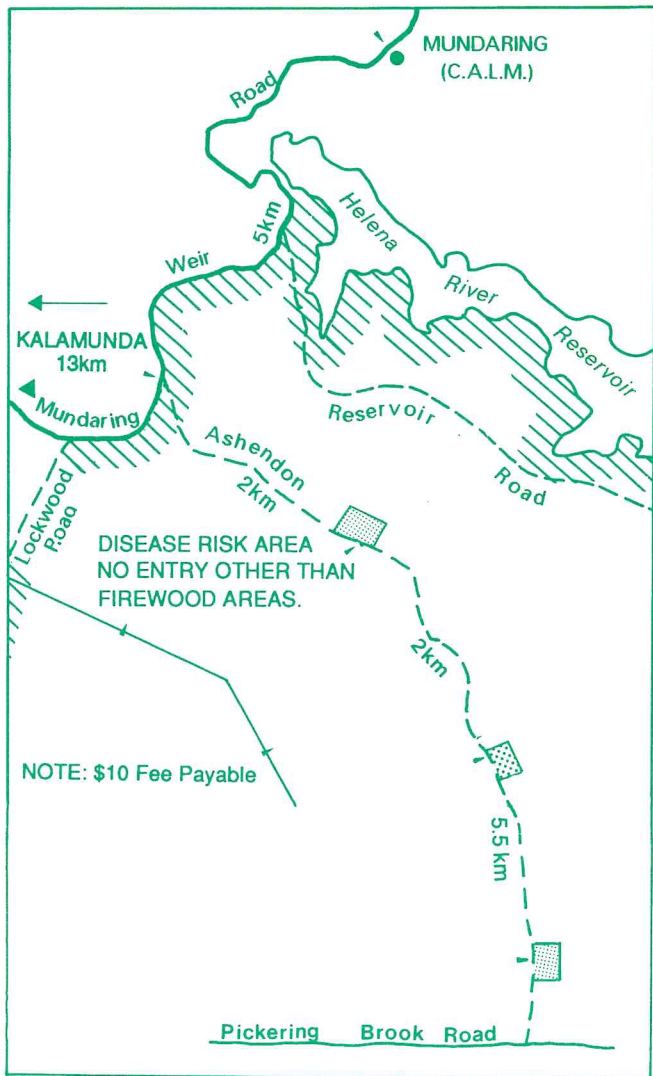 MUNDARING
(C.A.L.M.)
Road
5km
Helena
River
Reservoir
Weir
KALAMUNDA
13km
Mundaring
Reservoir
Road
Ashendon
2km
Lockwood
Road
DISEASE RISK AREA
NO ENTRY OTHER THAN
FIREWOOD AREAS.
2km
NOTE: $10 Fee Payable
5.5 km
Pickering Brook Road